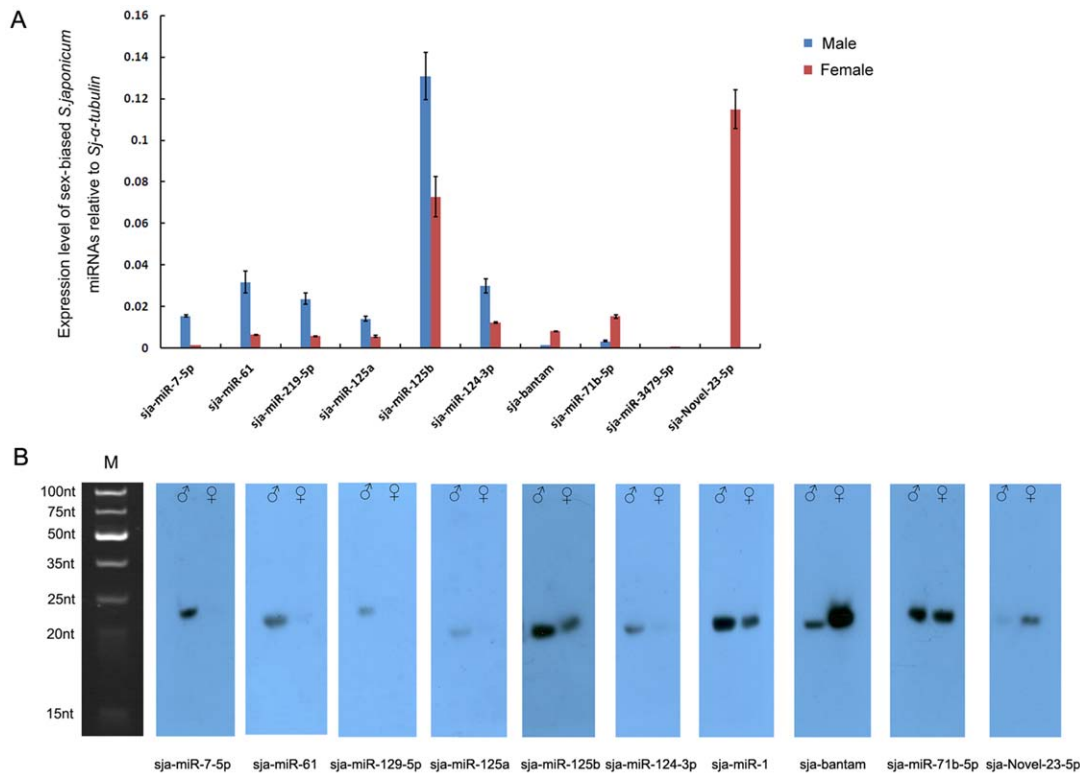 A
Expression level of sex-biased S.japonicum
miRNAs relative to Sj-α-tubulin
0.16
0.14
0.12
0.1
0.08
0.06
0.04
0.02
0
Male
Female
sja-miR-7-5p
sja-miR-61
sja-miR-219-5p
sja-miR-125a
sja-miR-125b
sja-miR-124-3p
sja-bantam
sja-miR-71b-5p
sja-miR-3479-5p
sja-Novel-23-5p
B
M
100nt
75nt
50nt
35nt
25nt
20nt
15nt
♂ ♀ ♂ ♀ ♂ ♀ ♂ ♀ ♂ ♀ ♂ ♀ ♂ ♀ ♂ ♀ ♂ ♀ ♂ ♀
sja-miR-7-5p sja-miR-61 sja-miR-129-5p sja-miR-125a sja-miR-125b sja-miR-124-3p sja-miR-1 sja-bantam sja-miR-71b-5p sja-Novel-23-5p